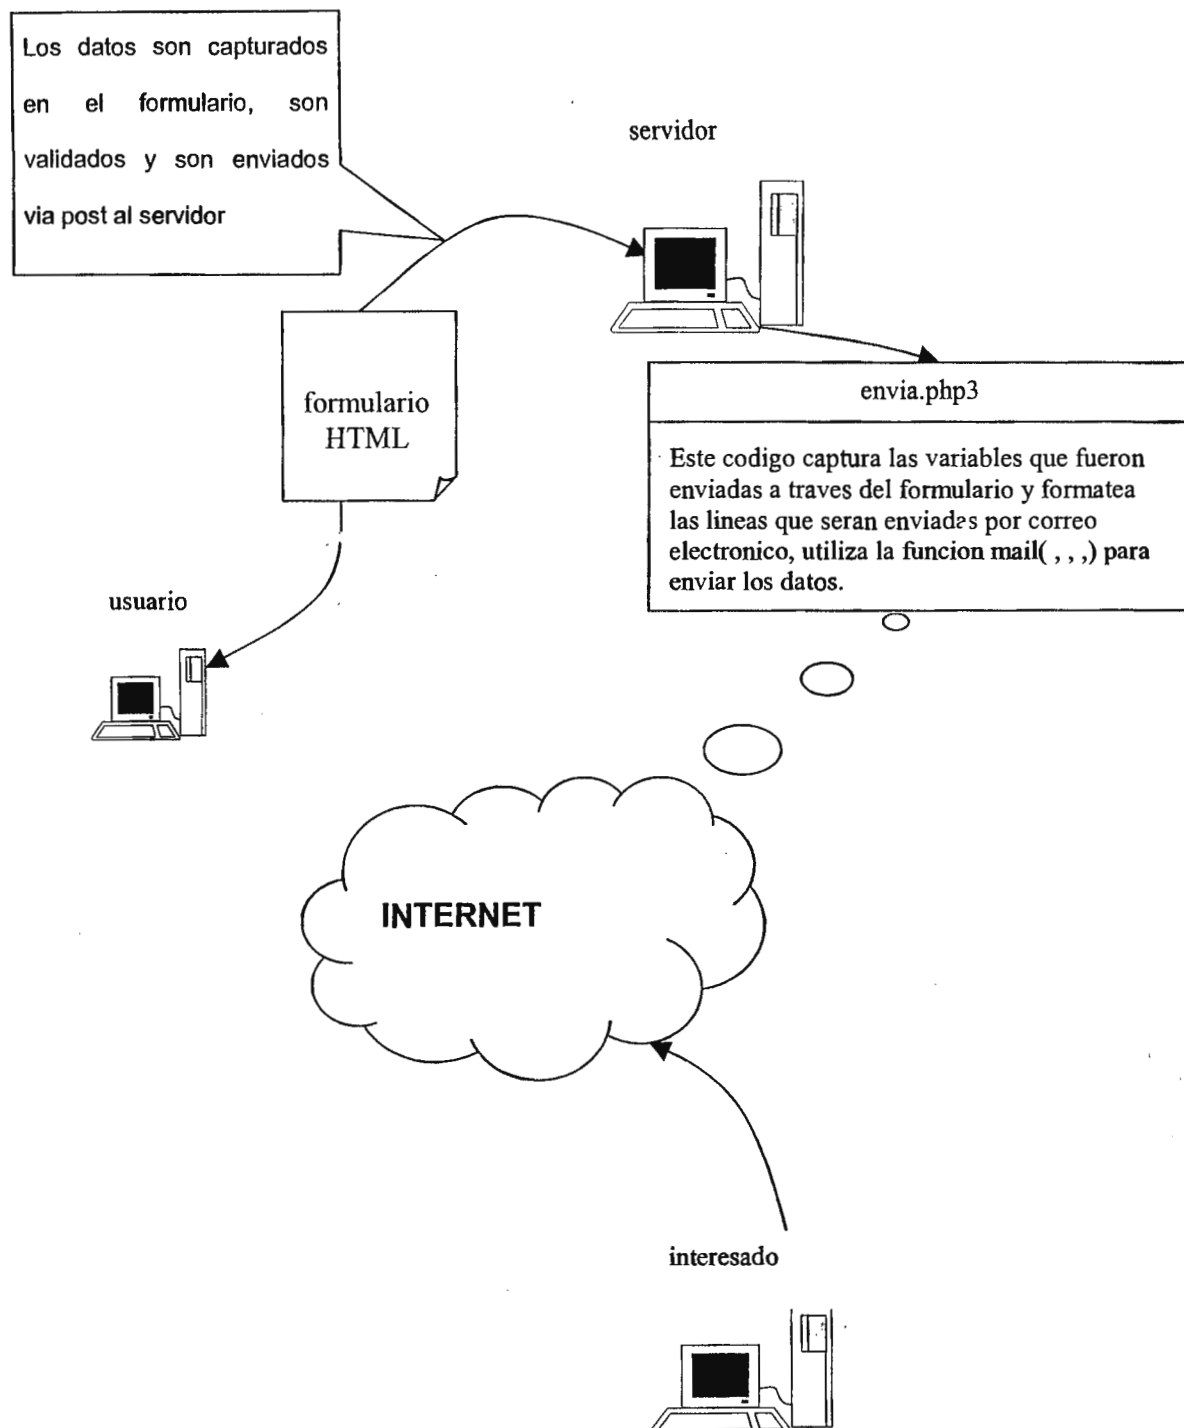 Los datos son capturados
en el formulario, son
validados y son enviados
via post al servidor
servidor
formulario
HTML
envia.php3
Este codigo captura las variables que fueron
enviadas a traves del formulario y formatea
las lineas que seran enviadas por correo
electronico, utiliza la funcion mail( , , ,) para
enviar los datos.
usuario
INTERNET
interesado